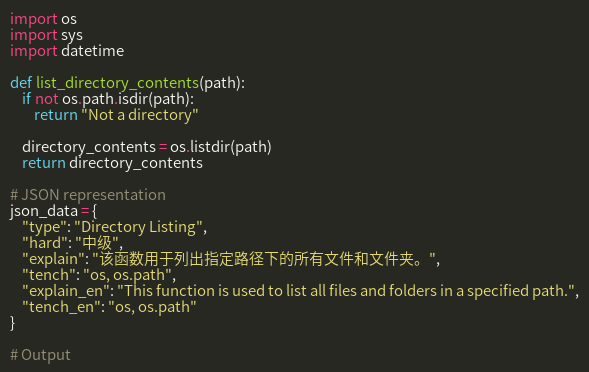 import os
import sys
import datetime

def list_directory_contents(path):
    if not os.path.isdir(path):
        return "Not a directory"

    directory_contents = os.listdir(path)
    return directory_contents

# JSON representation
json_data = {
    "type": "Directory Listing",
    "hard": "中级",
    "explain": "该函数用于列出指定路径下的所有文件和文件夹。",
    "tench": "os, os.path",
    "explain_en": "This function is used to list all files and folders in a specified path.",
    "tench_en": "os, os.path"
}

# Output